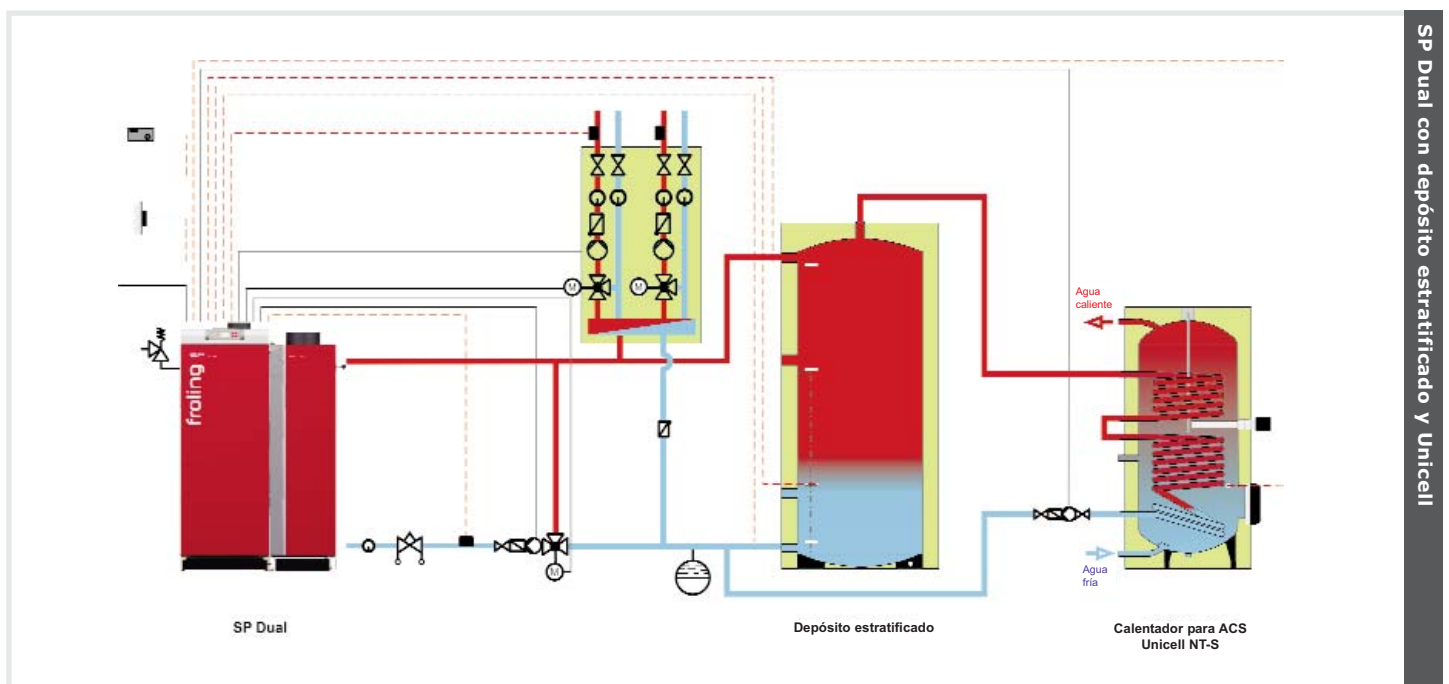 SP Dual con depósito estratificado y Unicell
M
M
Agua
caliente
froling
M
Agua
fría
SP Dual
Depósito estratificado
Calentador para ACS
Unicell NT-S